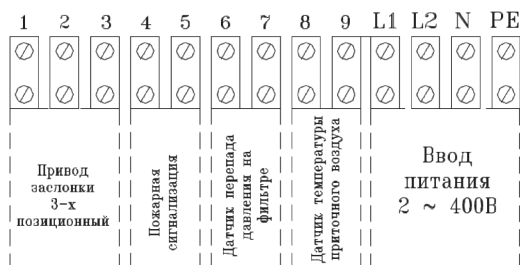 1 2 3 4 5 6 7 8 9 L1 L2 N PE
Привод
заслонки
3-х
позиционный
Пожарная
сигнализация
Датчик перепада
давления на
фильтре
Датчик температуры
приточного воздуха
Ввод
питания
2 ~ 400В